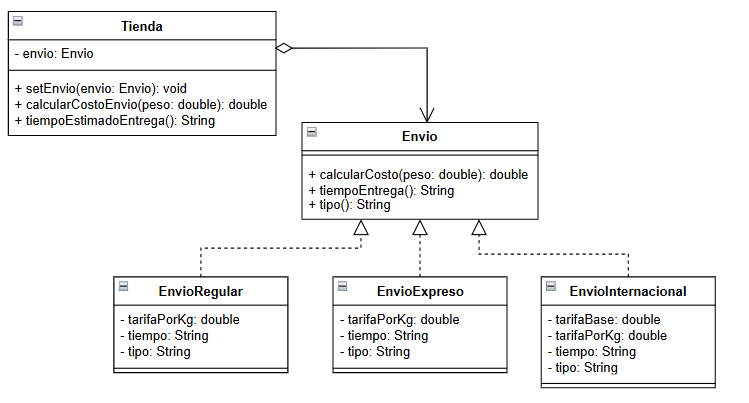 Tienda
- envio: Envio
+ setEnvio(envio: Envio): void
+ calcularCostoEnvio(peso: double): double
+ tiempoEstimadoEntrega(): String
Envio
+ calcularCosto(peso: double): double
+ tiempoEntrega(): String
+ tipo(): String
EnvioRegular
- tarifaPorKg: double
- tiempo: String
- tipo: String
EnvioExpreso
- tarifaPorKg: double
- tiempo: String
- tipo: String
EnvioInternacional
- tarifaBase: double
- tarifaPorKg: double
- tiempo: String
- tipo: String